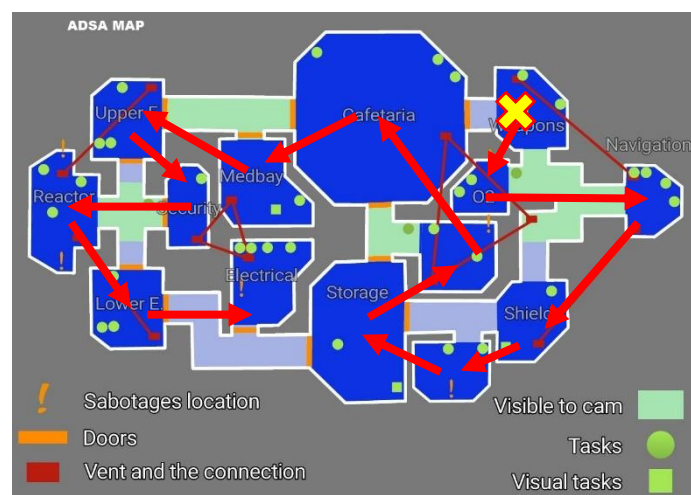 ADSA MAP
Upper E.
Cafetaria
Weapons
Navigation
Medbay
O2
Reactor
Security
Electrical
Storage
Lower E.
Shield
Sabotages location
Doors
Vent and the connection
Visible to cam
Tasks
Visual tasks